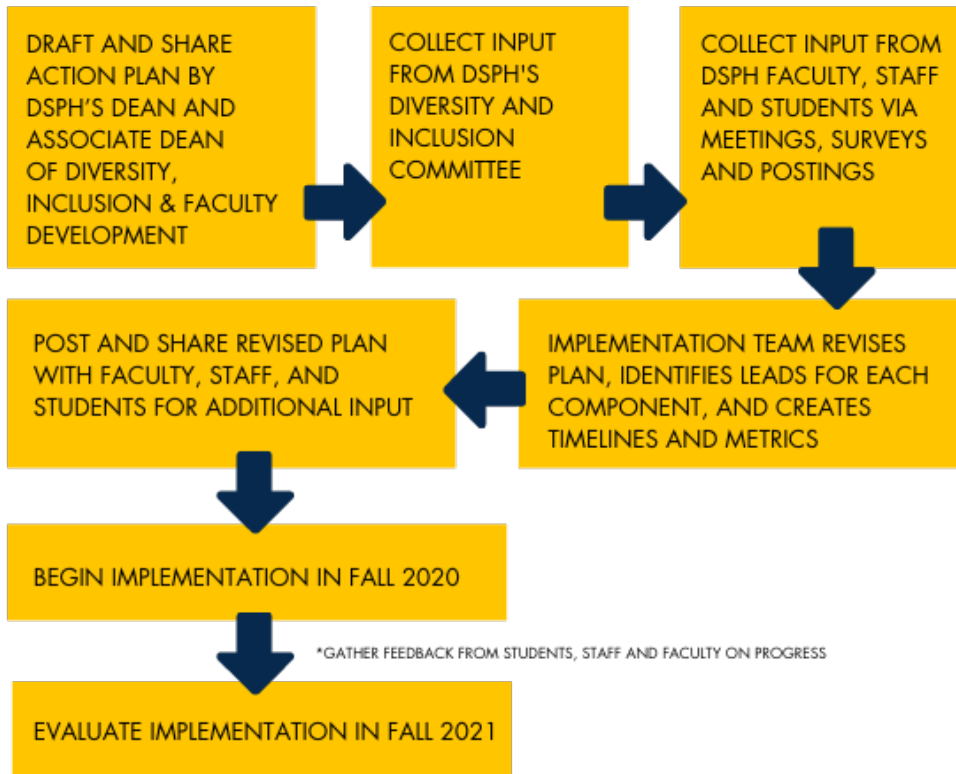 DRAFT AND SHARE
ACTION PLAN BY
DSPH'S DEAN AND
ASSOCIATE DEAN
OF DIVERSITY,
INCLUSION & FACULTY
DEVELOPMENT
COLLECT INPUT
FROM DSPH'S
DIVERSITY AND
INCLUSION
COMMITTEE
COLLECT INPUT FROM
DSPH FACULTY, STAFF
AND STUDENTS VIA
MEETINGS, SURVEYS
AND POSTINGS
IMPLEMENTATION TEAM REVISES
PLAN, IDENTIFIES LEADS FOR EACH
COMPONENT, AND CREATES
TIMELINES AND METRICS
POST AND SHARE REVISED PLAN
WITH FACULTY, STAFF, AND
STUDENTS FOR ADDITIONAL INPUT
BEGIN IMPLEMENTATION IN FALL 2020
*GATHER FEEDBACK FROM STUDENTS, STAFF AND FACULTY ON PROGRESS
EVALUATE IMPLEMENTATION IN FALL 2021